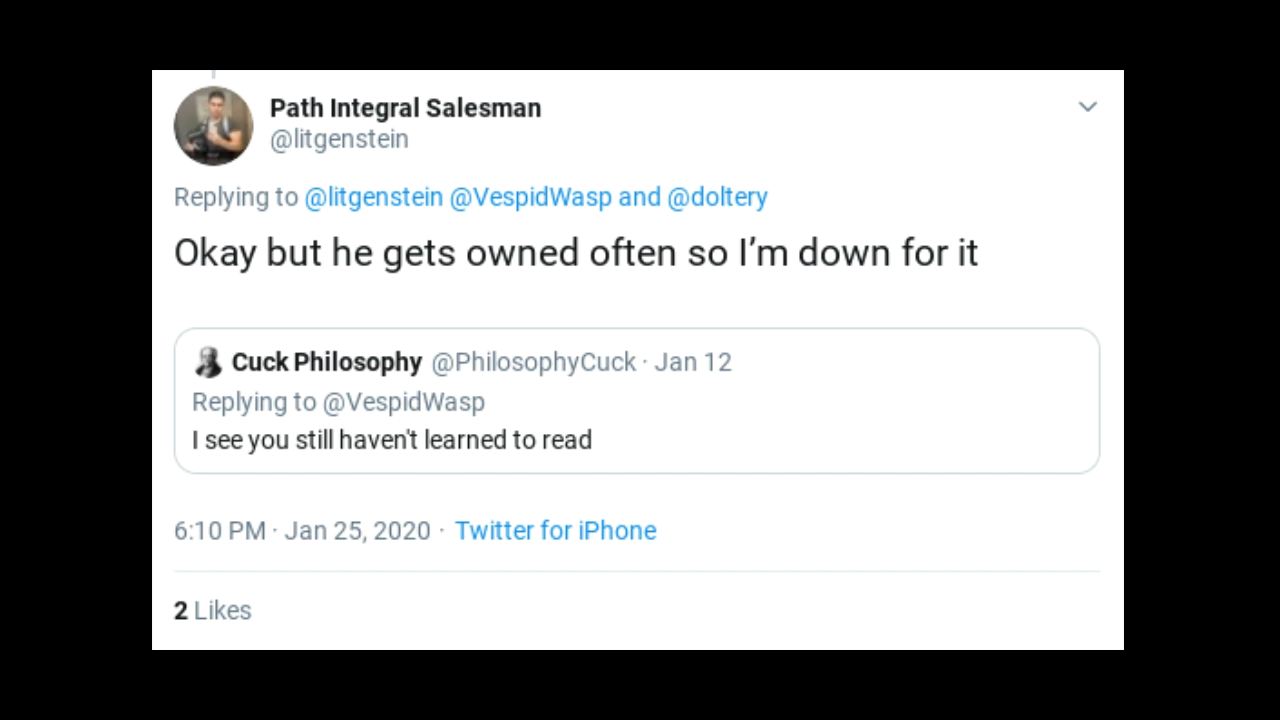 Path Integral Salesman
@litgenstein
Replying to @litgenstein @VespidWasp and @doltery
Okay but he gets owned often so I’m down for it
Cuck Philosophy @PhilosophyCuck · Jan 12
Replying to @VespidWasp
I see you still haven't learned to read
6:10 PM · Jan 25, 2020 · Twitter for iPhone
2 Likes